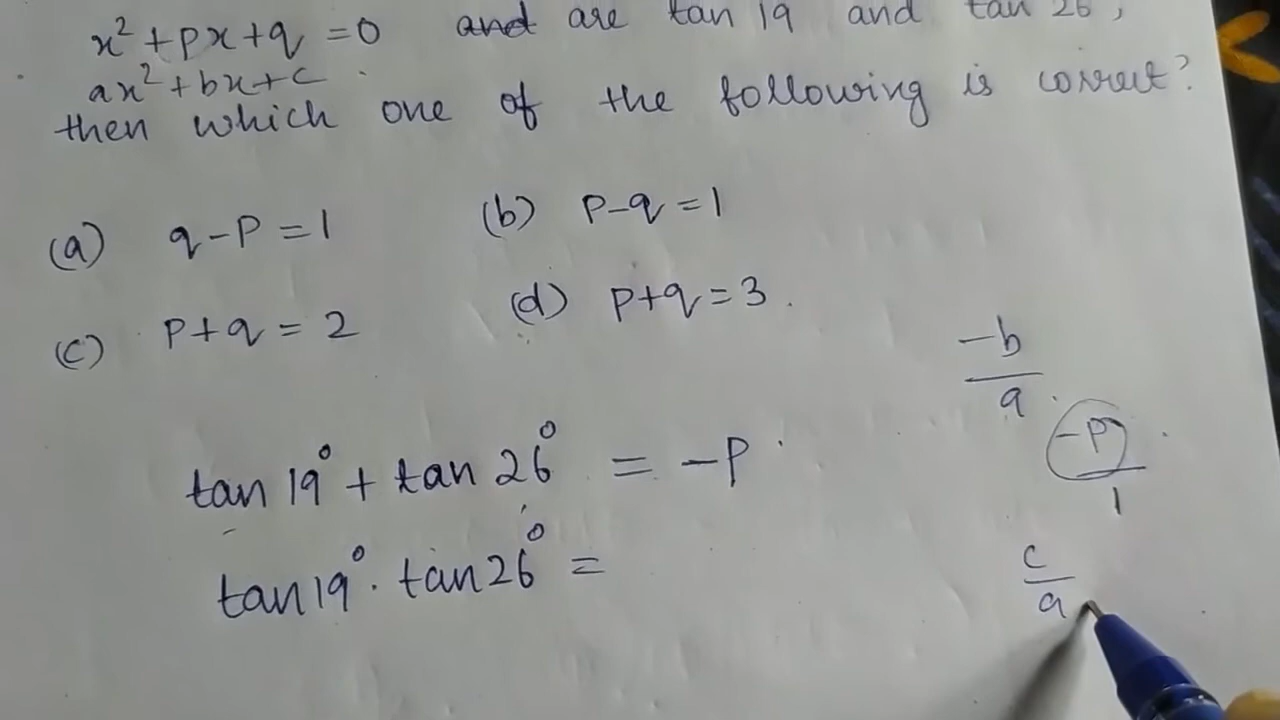 x² + px + q = 0 and are tan 19 and tan 26,
ax² + bx + c
then which one of the following is correct?
(a) q - p = 1 (b) p - q = 1
(c) p + q = 2 (d) p + q = 3.
-b/a
tan 19° + tan 26° = -p -p/1
tan 19° . tan 26° = c/a